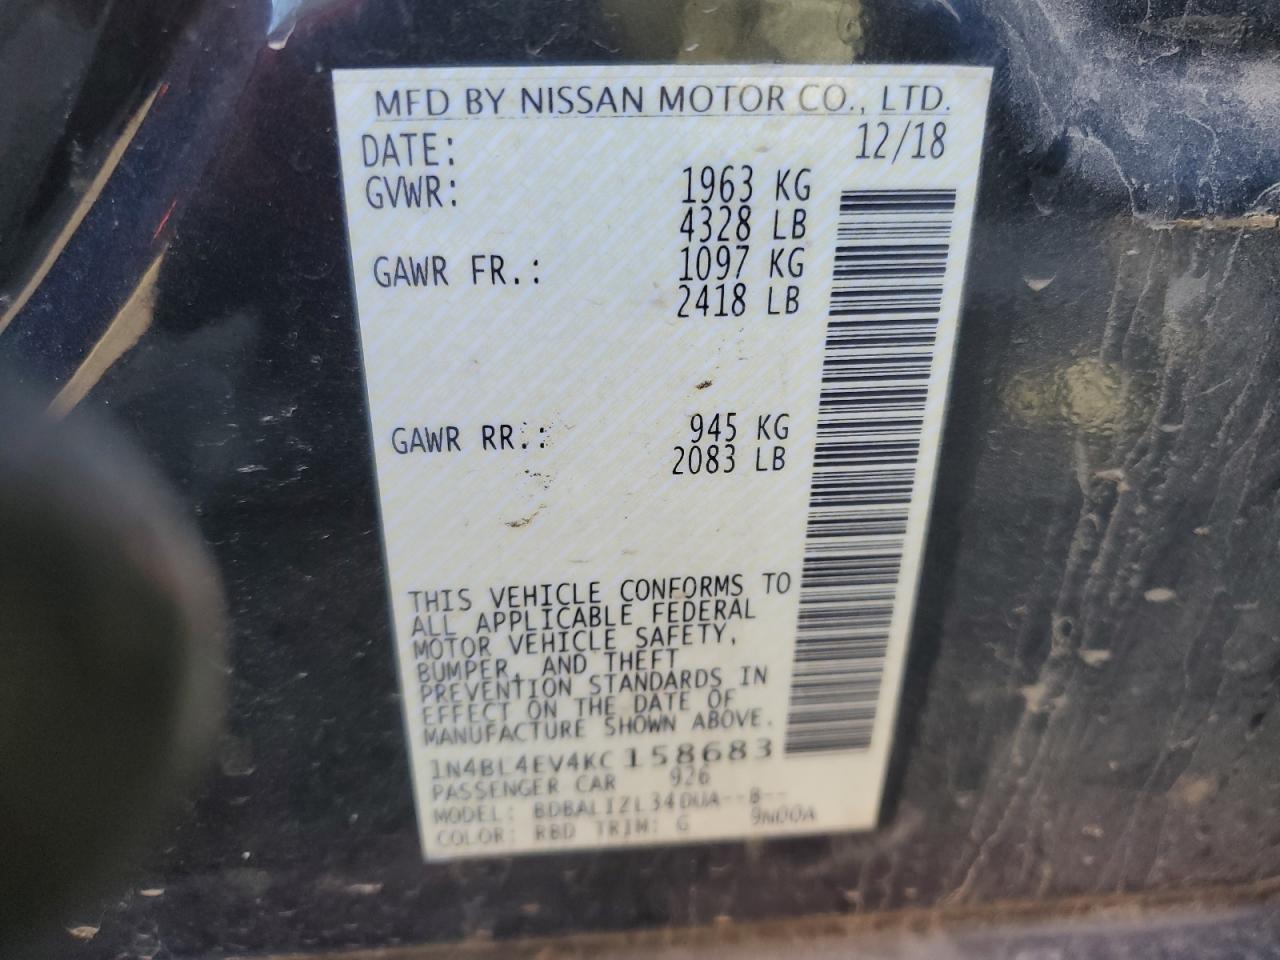 MFD BY NISSAN MOTOR CO., LTD.
DATE: 12/18
GVWR: 1963 KG
4328 LB
GAWR FR.: 1097 KG
2418 LB
GAWR RR.: 945 KG
2083 LB
THIS VEHICLE CONFORMS TO
ALL APPLICABLE FEDERAL
MOTOR VEHICLE SAFETY,
BUMPER, AND THEFT
PREVENTION STANDARDS IN
EFFECT ON THE DATE OF
MANUFACTURE SHOWN ABOVE.
1N4BL4EV4KC158683
PASSENGER CAR 926
MODEL: BDBALIZL34DUA--B--
COLOR: RBD TRIM: G 9N00A